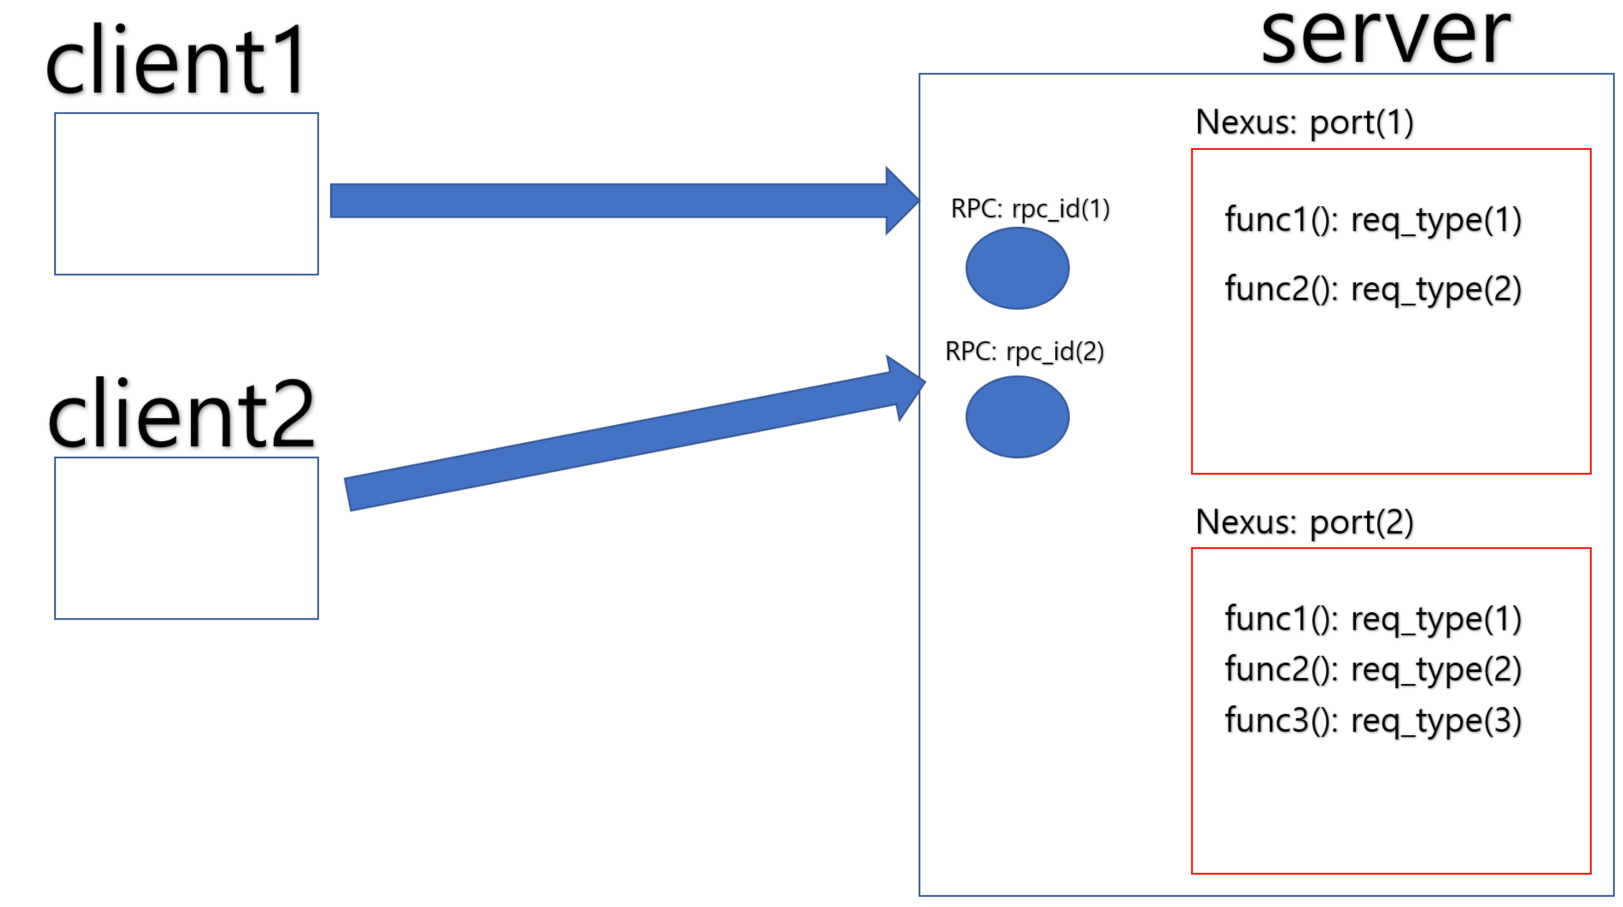 client1
server
Nexus: port(1)
RPC: rpc_id(1)
func1(): req_type(1)
func2(): req_type(2)
RPC: rpc_id(2)
client2
Nexus: port(2)
func1(): req_type(1)
func2(): req_type(2)
func3(): req_type(3)